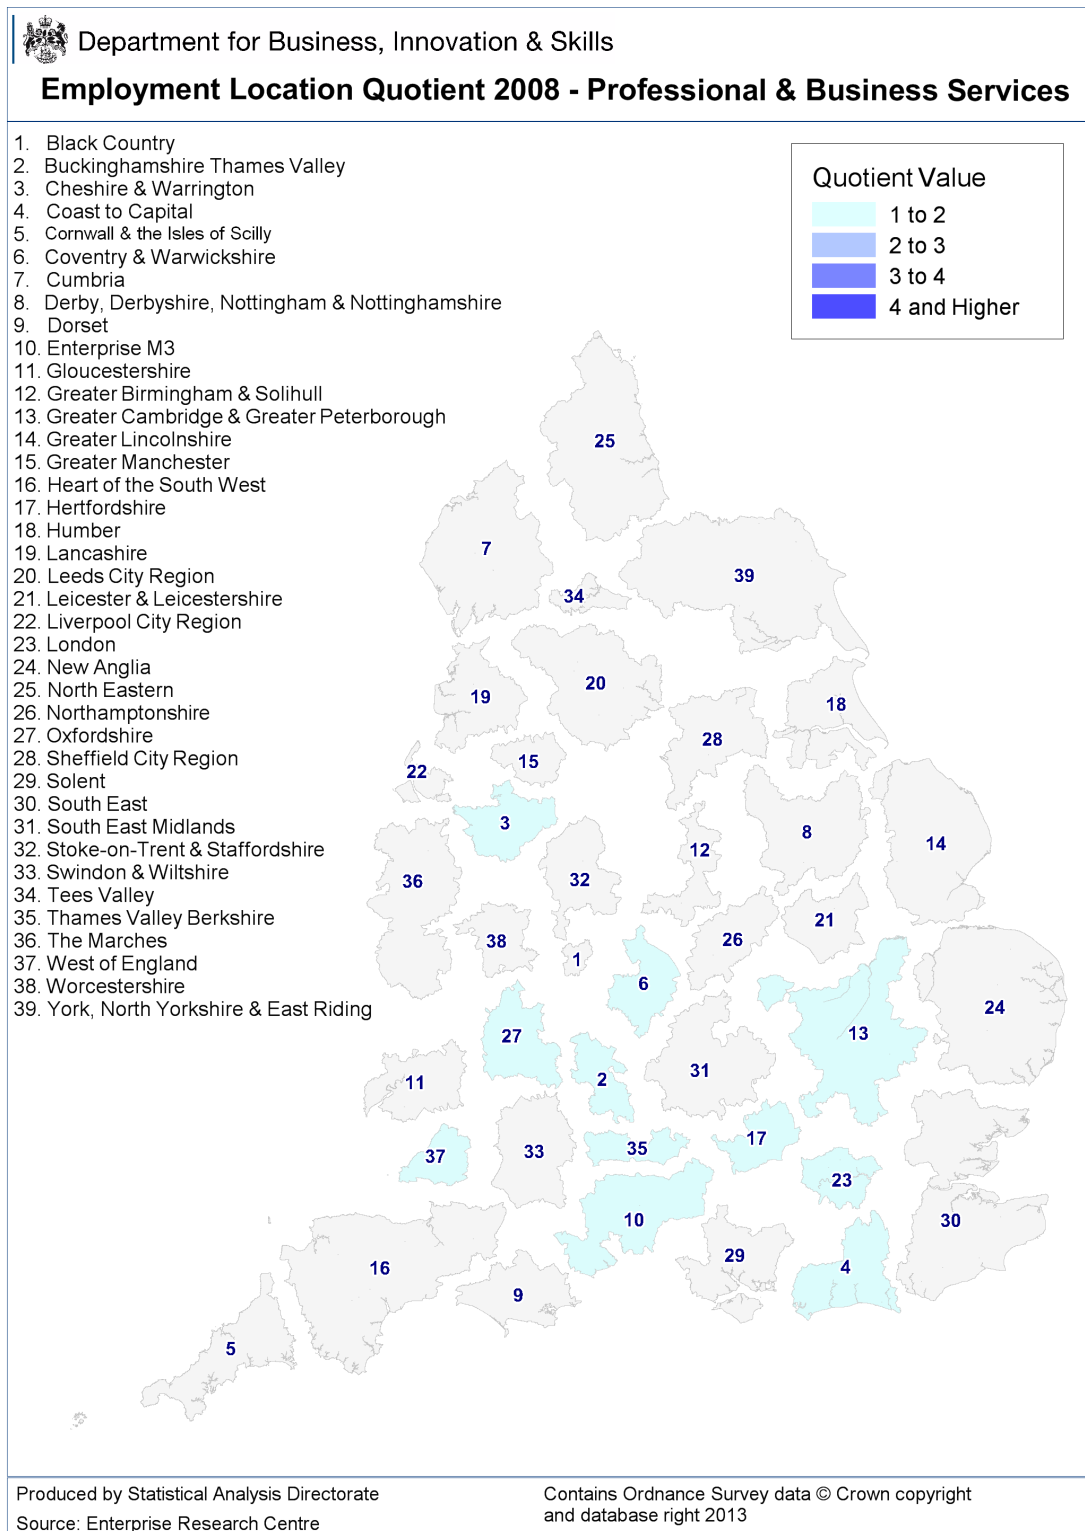 Department for Business, Innovation & Skills
Employment Location Quotient 2008 - Professional & Business Services
1. Black Country
2. Buckinghamshire Thames Valley
3. Cheshire & Warrington
4. Coast to Capital
5. Cornwall & the Isles of Scilly
6. Coventry & Warwickshire
7. Cumbria
8. Derby, Derbyshire, Nottingham & Nottinghamshire
9. Dorset
10. Enterprise M3
11. Gloucestershire
12. Greater Birmingham & Solihull
13. Greater Cambridge & Greater Peterborough
14. Greater Lincolnshire
15. Greater Manchester
16. Heart of the South West
17. Hertfordshire
18. Humber
19. Lancashire
20. Leeds City Region
21. Leicester & Leicestershire
22. Liverpool City Region
23. London
24. New Anglia
25. North Eastern
26. Northamptonshire
27. Oxfordshire
28. Sheffield City Region
29. Solent
30. South East
31. South East Midlands
32. Stoke-on-Trent & Staffordshire
33. Swindon & Wiltshire
34. Tees Valley
35. Thames Valley Berkshire
36. The Marches
37. West of England
38. Worcestershire
39. York, North Yorkshire & East Riding
Quotient Value
1 to 2
2 to 3
3 to 4
4 and Higher
25
7
39
34
20
19
18
28
15
22
3
8
14
12
36
32
21
26
38
1
6
24
13
27
31
2
11
17
33
35
37
23
10
30
29
4
16
9
5
Produced by Statistical Analysis Directorate
Source: Enterprise Research Centre
Contains Ordnance Survey data © Crown copyright
and database right 2013